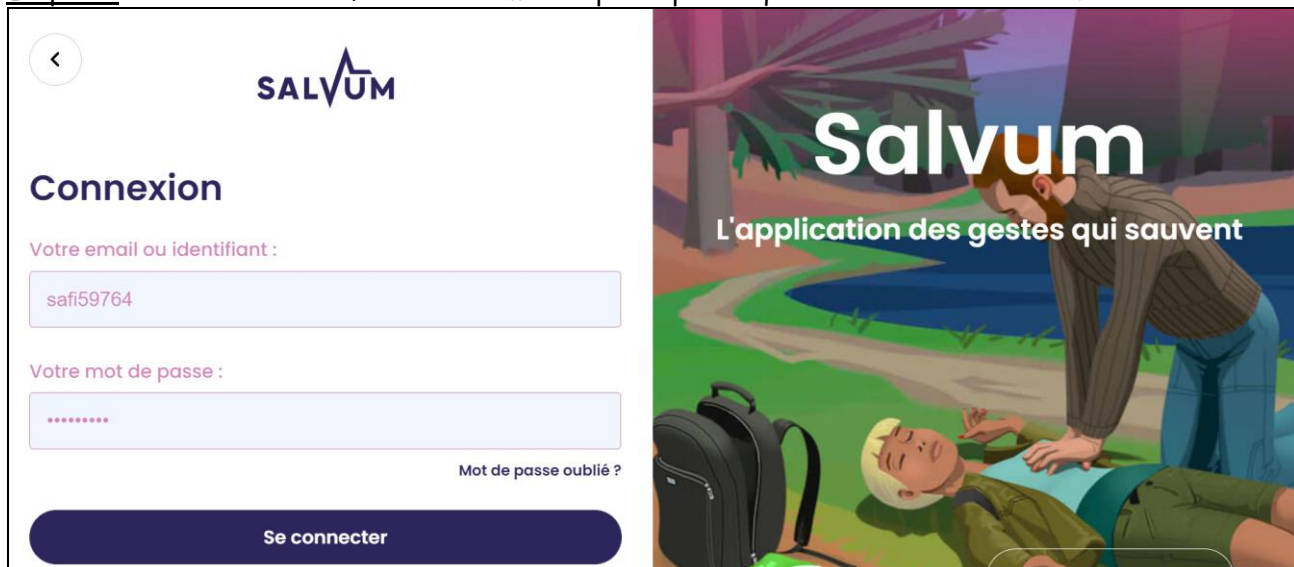 SALVUM
Connexion
Votre email ou identifiant :
safi59764
Votre mot de passe :
•••••••••
Mot de passe oublié ?
Se connecter
Salvum
L'application des gestes qui sauvent